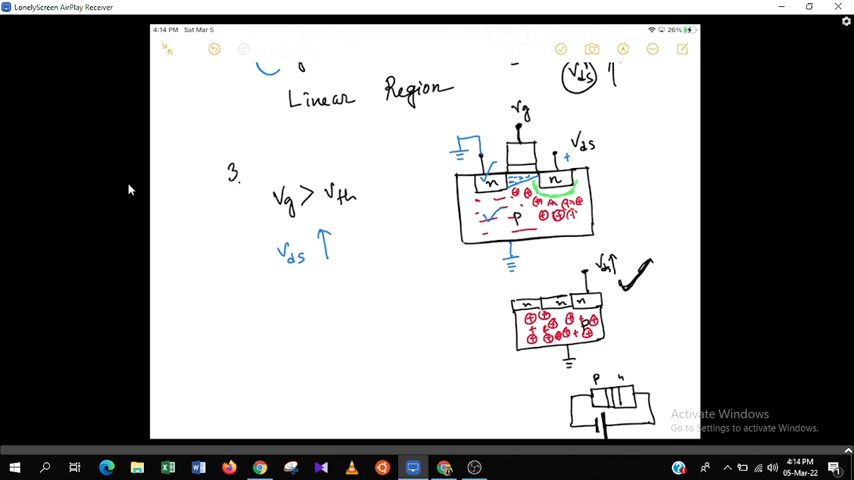 LonelyScreen AirPlay Receiver
4:14 PM Sat Mar 5
26%
Vds ↑
Linear Region
Vg
Vds
+
n
n
p
3.
Vg > Vth
Vds ↑
Vds↑
n n n
p
p n
Activate Windows
Go to Settings to activate Windows.
4:14 PM
05-Mar-22